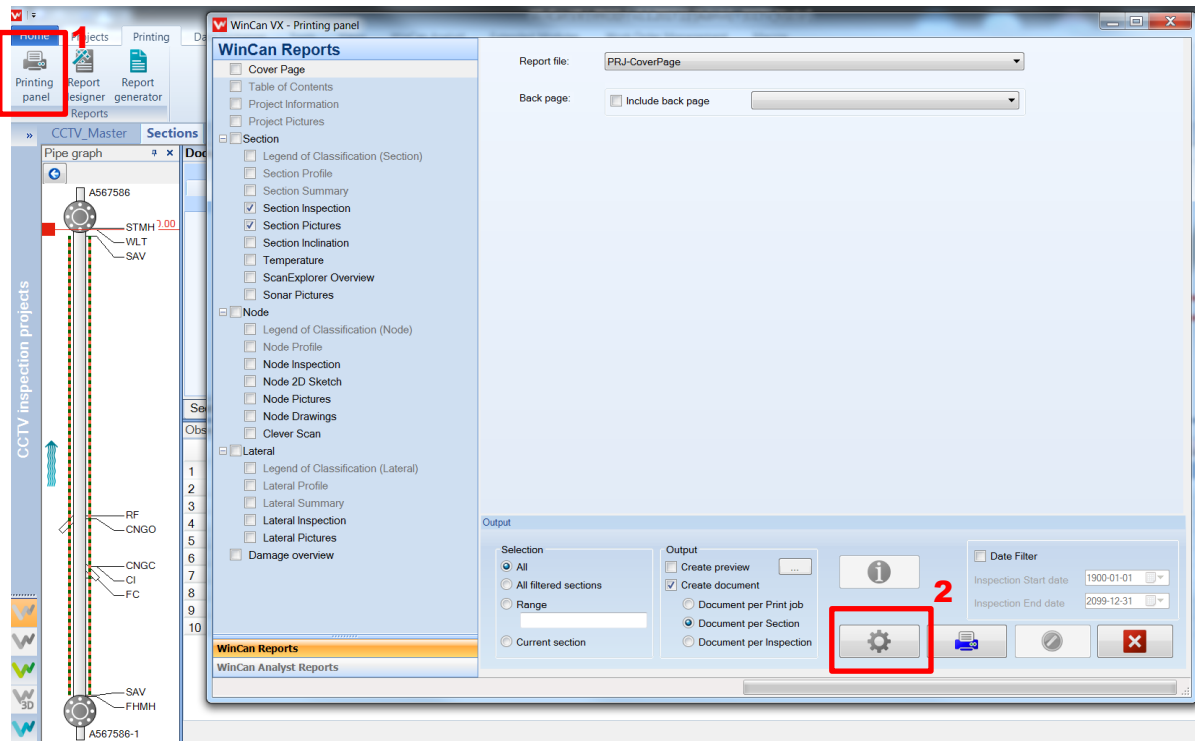 1
Home Projects Printing Da
Printing panel
Report designer
Report generator
Reports
CCTV_Master Sections
Pipe graph
Doc
A567586
STMH 0.00
WLT
SAV
RF
CNGO
CNGC
CI
FC
SAV
FHMH
A567586-1
CCTV inspection projects
3D
Sec
Obs
1
2
3
4
5
6
7
8
9
10
WinCan VX - Printing panel
WinCan Reports
Cover Page
Table of Contents
Project Information
Project Pictures
Section
Legend of Classification (Section)
Section Profile
Section Summary
Section Inspection
Section Pictures
Section Inclination
Temperature
ScanExplorer Overview
Sonar Pictures
Node
Legend of Classification (Node)
Node Profile
Node Inspection
Node 2D Sketch
Node Pictures
Node Drawings
Clever Scan
Lateral
Legend of Classification (Lateral)
Lateral Profile
Lateral Summary
Lateral Inspection
Lateral Pictures
Damage overview
WinCan Reports
WinCan Analyst Reports
Report file: PRJ-CoverPage
Back page: Include back page
Output
Selection
All
All filtered sections
Range
Current section
Output
Create preview ...
Create document
Document per Print job
Document per Section
Document per Inspection
2
Date Filter
Inspection Start date 1900-01-01
Inspection End date 2099-12-31